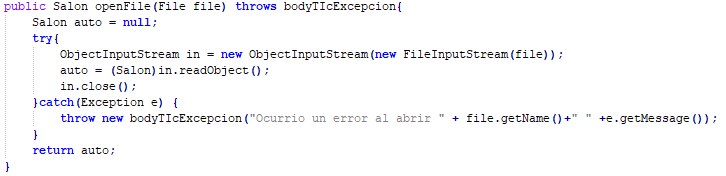 public Salon openFile(File file) throws bodyTIcExcepcion{
Salon auto = null;
try{
ObjectInputStream in = new ObjectInputStream(new FileInputStream(file));
auto = (Salon)in.readObject();
in.close();
}catch(Exception e) {
throw new bodyTIcExcepcion("Ocurrio un error al abrir " + file.getName()+" " +e.getMessage());
}
return auto;
}